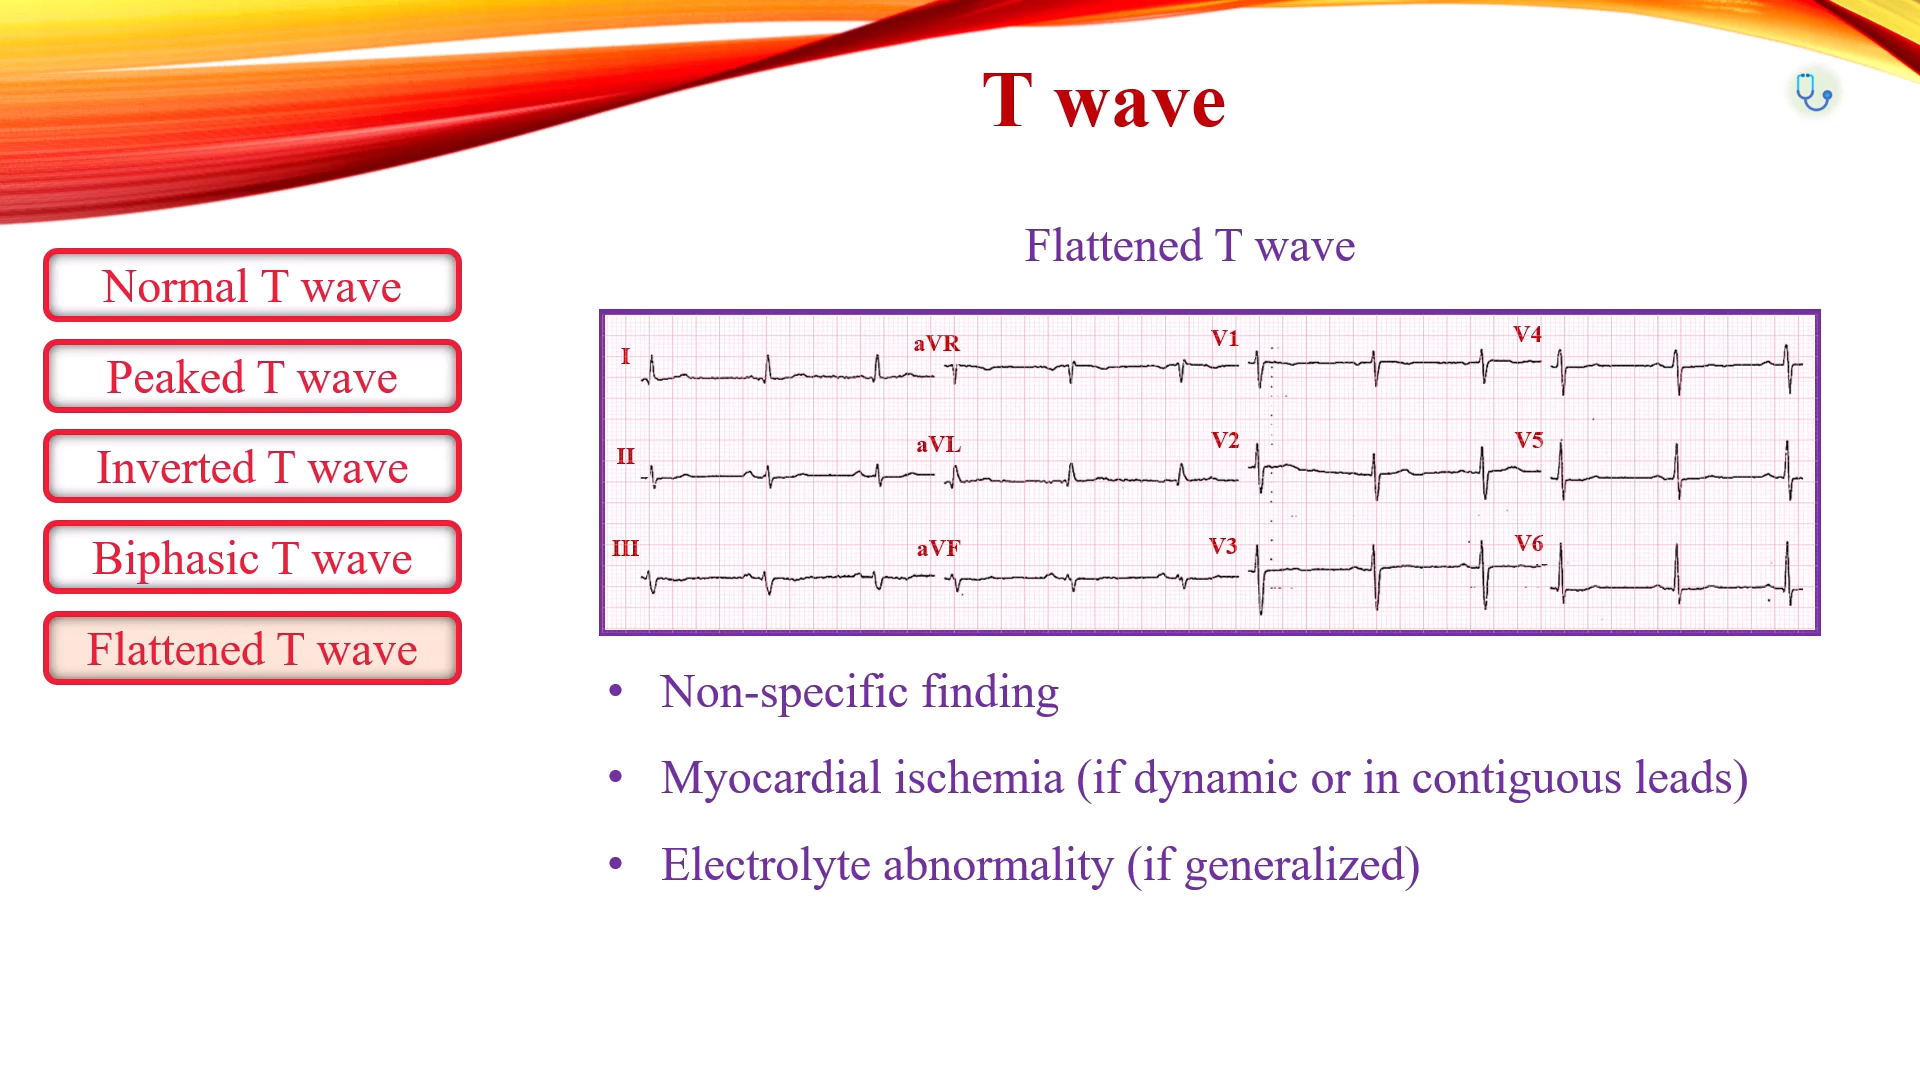 T wave
Normal T wave
Peaked T wave
Inverted T wave
Biphasic T wave
Flattened T wave
Flattened T wave
I
aVR
V1
V4
II
aVL
V2
V5
III
aVF
V3
V6
• Non-specific finding
• Myocardial ischemia (if dynamic or in contiguous leads)
• Electrolyte abnormality (if generalized)